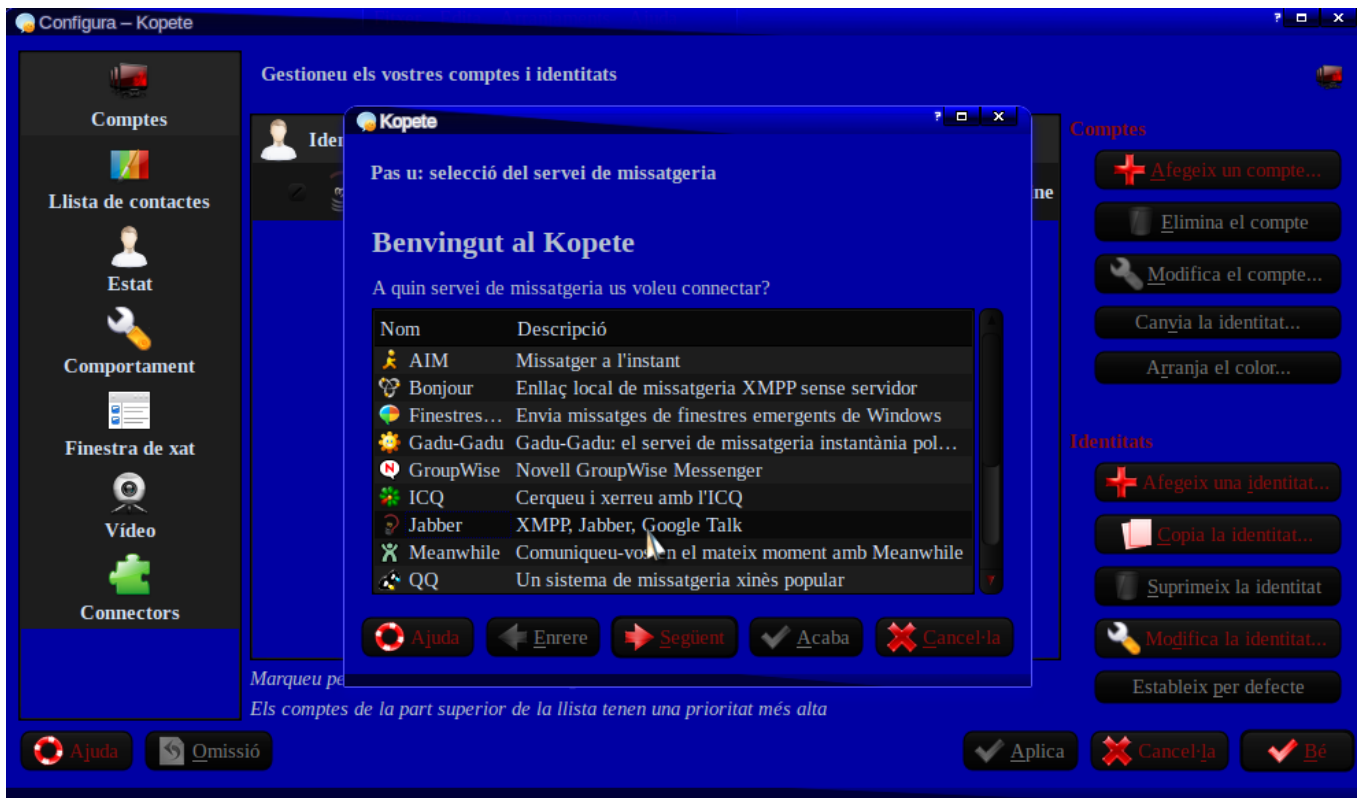 Configura – Kopete
Comptes
Llista de contactes
Estat
Comportament
Finestra de xat
Vídeo
Connectors
Gestioneu els vostres comptes i identitats
Kopete
Pas u: selecció del servei de missatgeria
Benvingut al Kopete
A quin servei de missatgeria us voleu connectar?
Nom Descripció
AIM Missatger a l'instant
Bonjour Enllaç local de missatgeria XMPP sense servidor
Finestres… Envia missatges de finestres emergents de Windows
Gadu-Gadu Gadu-Gadu: el servei de missatgeria instantània pol…
GroupWise Novell GroupWise Messenger
ICQ Cerqueu i xerreu amb l'ICQ
Jabber XMPP, Jabber, Google Talk
Meanwhile Comuniqueu-vos en el mateix moment amb Meanwhile
QQ Un sistema de missatgeria xinès popular
Ajuda Enrere Següent Acaba Cancel·la
Marqueu
Els comptes de la part superior de la llista tenen una prioritat més alta
Comptes
Afegeix un compte...
Elimina el compte
Modifica el compte...
Canvia la identitat...
Arranja el color...
Identitats
Afegeix una identitat...
Copia la identitat...
Suprimeix la identitat
Modifica la identitat...
Estableix per defecte
Ajuda Omissió Aplica Cancel·la Bé